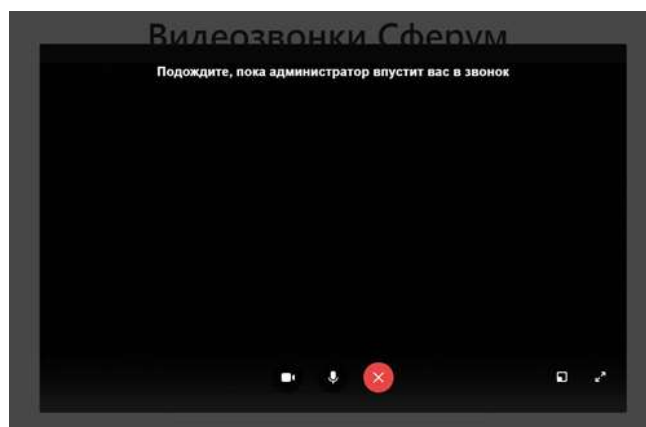 Видеозвонки Сферум
Подождите, пока администратор впустит вас в звонок